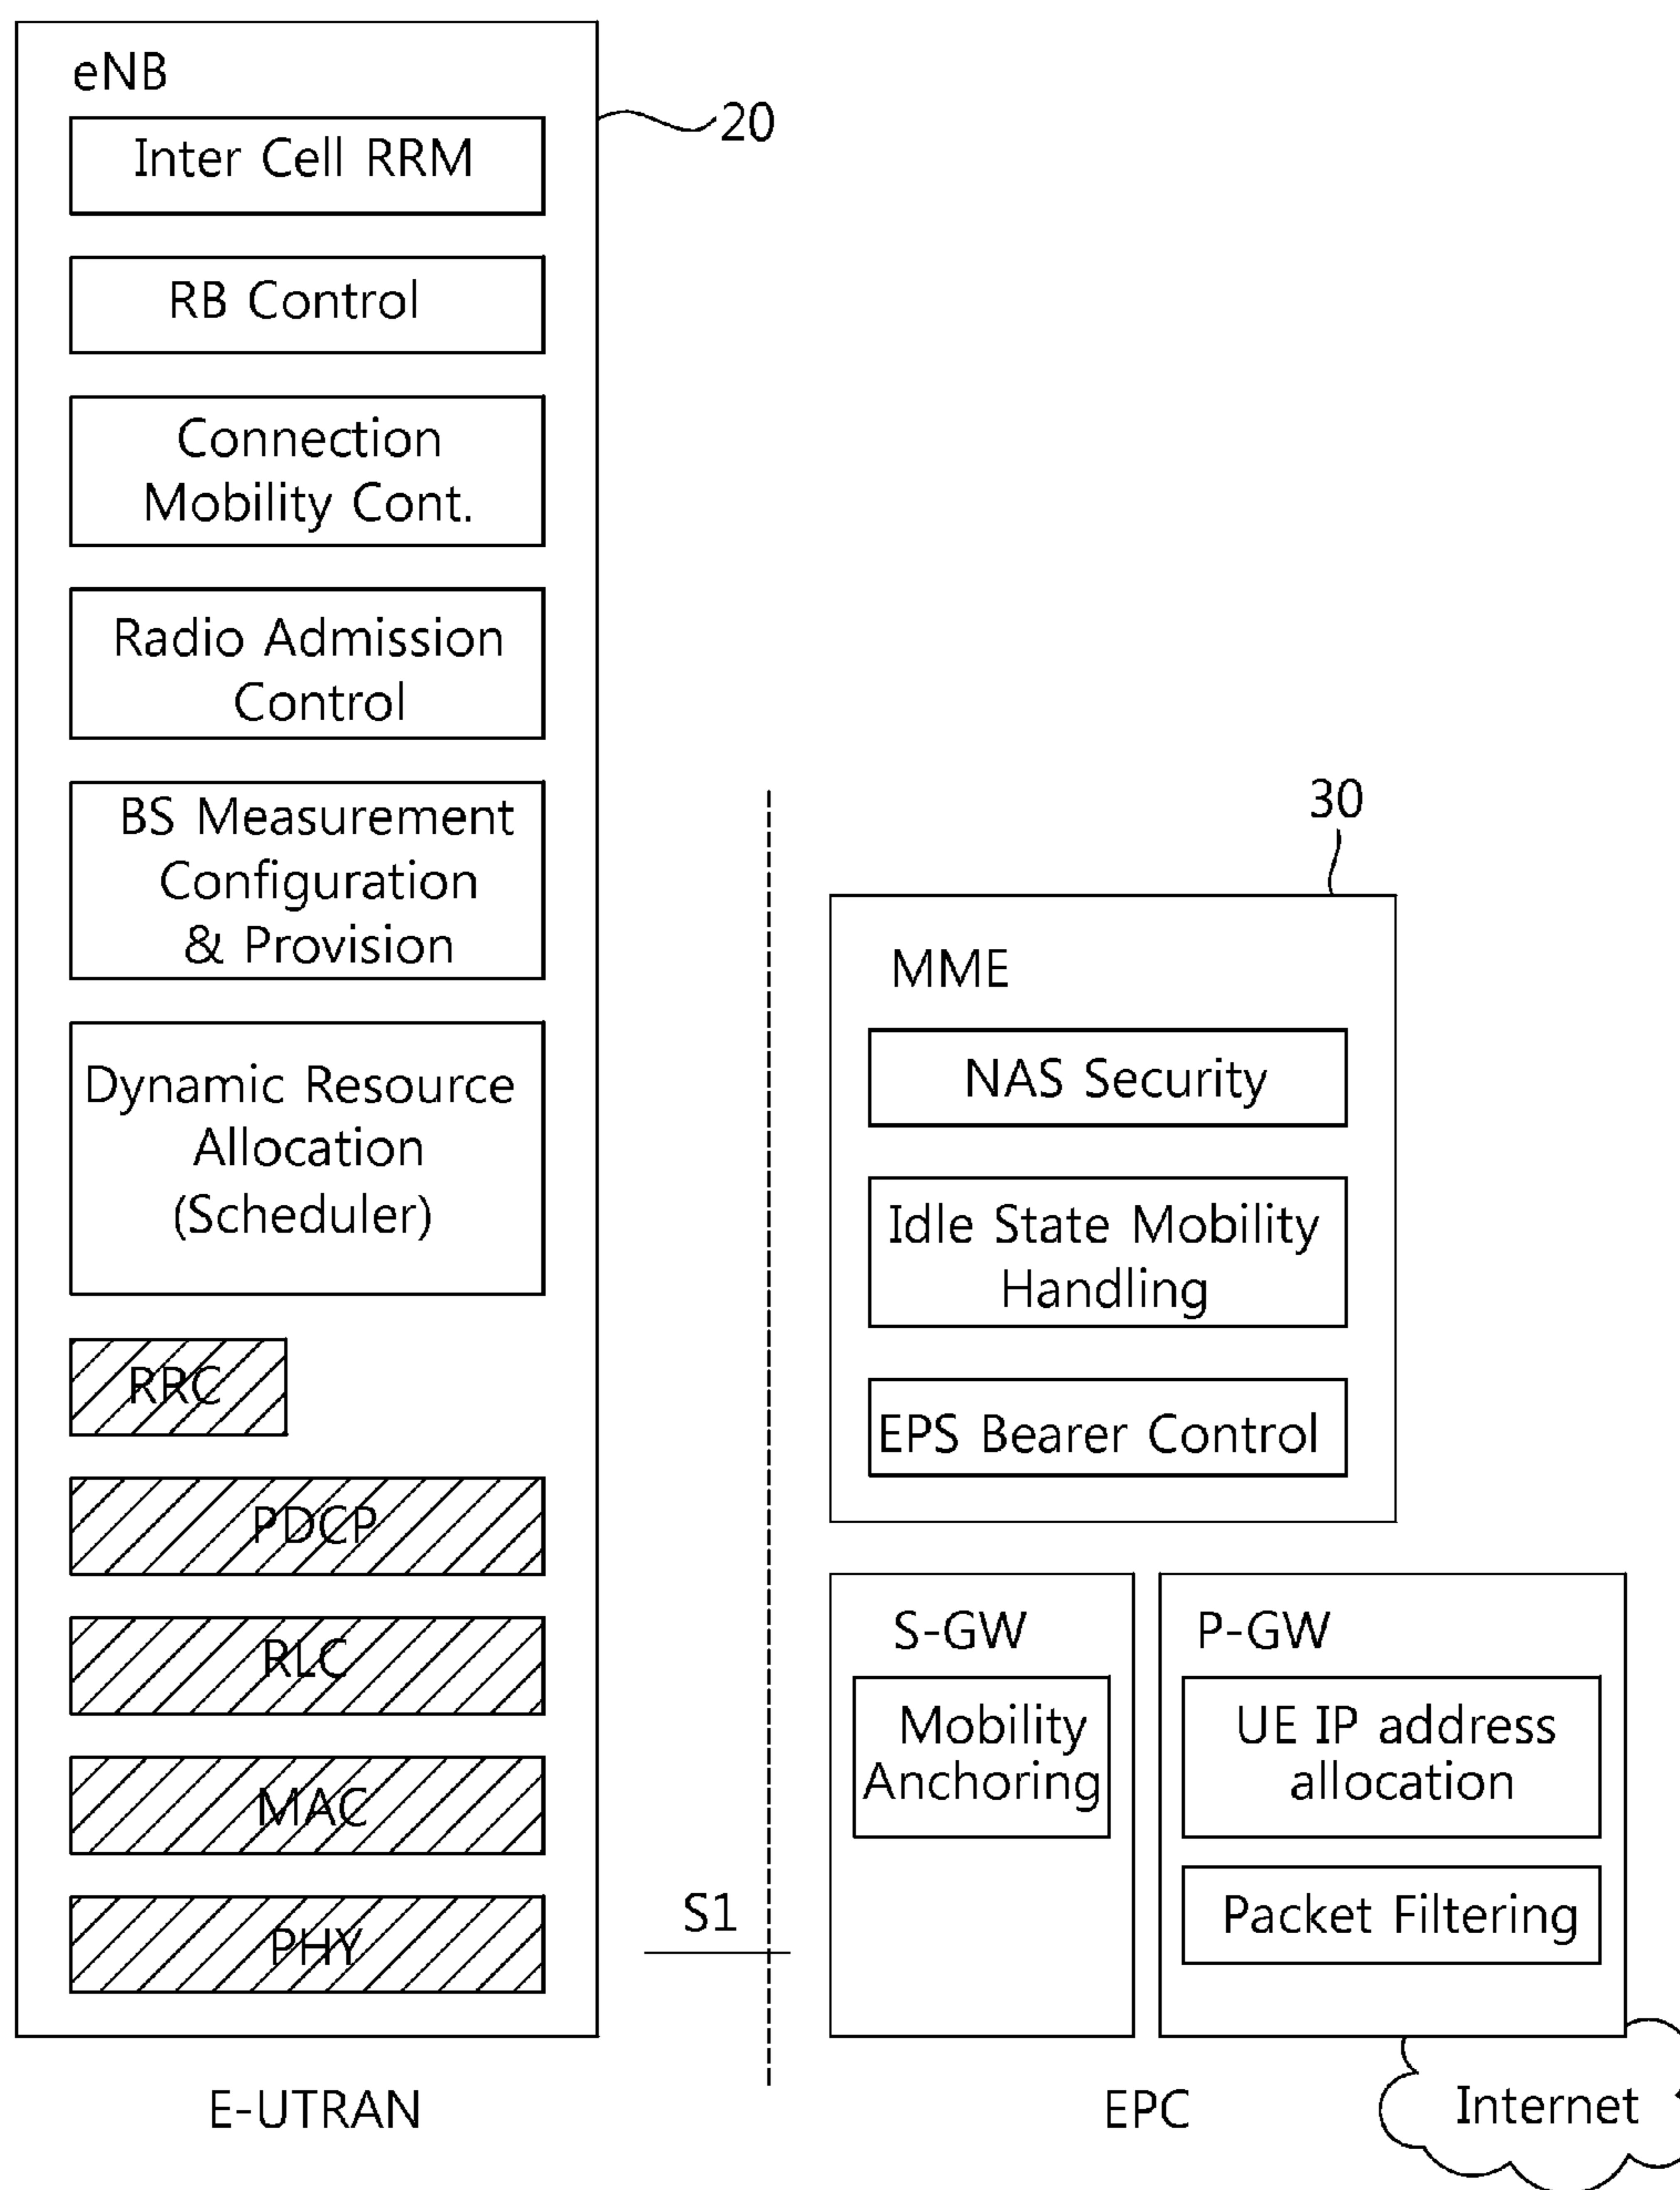 eNB
20
Inter Cell RRM
RB Control
Connection
Mobility Cont.
Radio Admission
Control
BS Measurement
Configuration
& Provision
Dynamic Resource
Allocation
(Scheduler)
RRC
PDCP
RLC
MAC
PHY
S1
E-UTRAN
30
MME
NAS Security
Idle State Mobility
Handling
EPS Bearer Control
S-GW
Mobility
Anchoring
P-GW
UE IP address
allocation
Packet Filtering
EPC
Internet